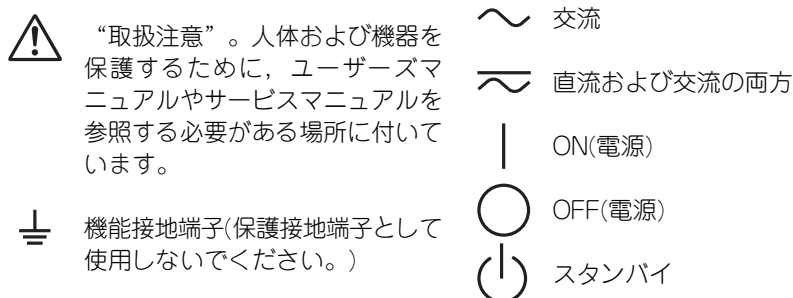 “取扱注意”。人体および機器を
保護するために，ユーザーズマ
ニュアルやサービスマニュアルを
参照する必要がある場所に付いて
います。
機能接地端子(保護接地端子として
使用しないでください。)
交流
直流および交流の両方
ON(電源)
OFF(電源)
スタンバイ